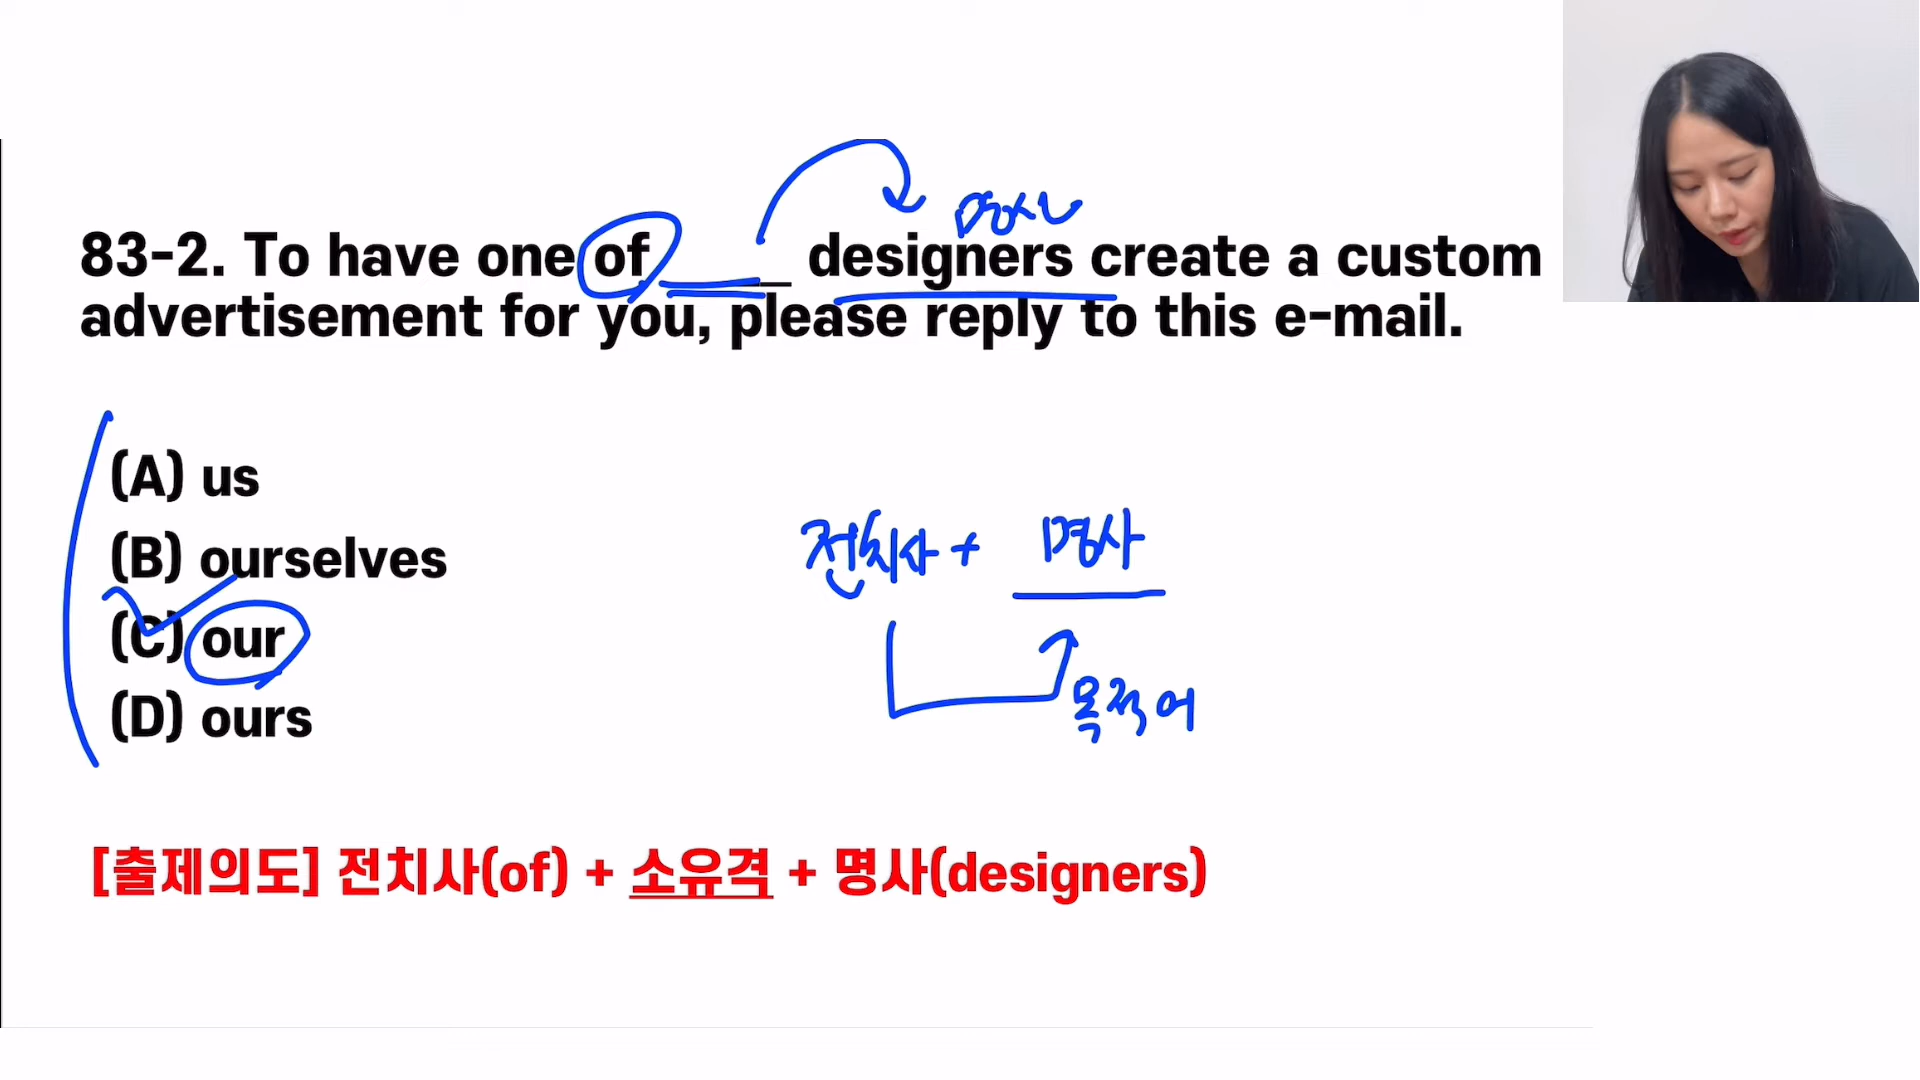 명사
83-2. To have one of ____ designers create a custom
advertisement for you, please reply to this e-mail.
(A) us
(B) ourselves
(C) our
(D) ours
전치사 + 명사
목적어
[출제의도] 전치사(of) + 소유격 + 명사(designers)